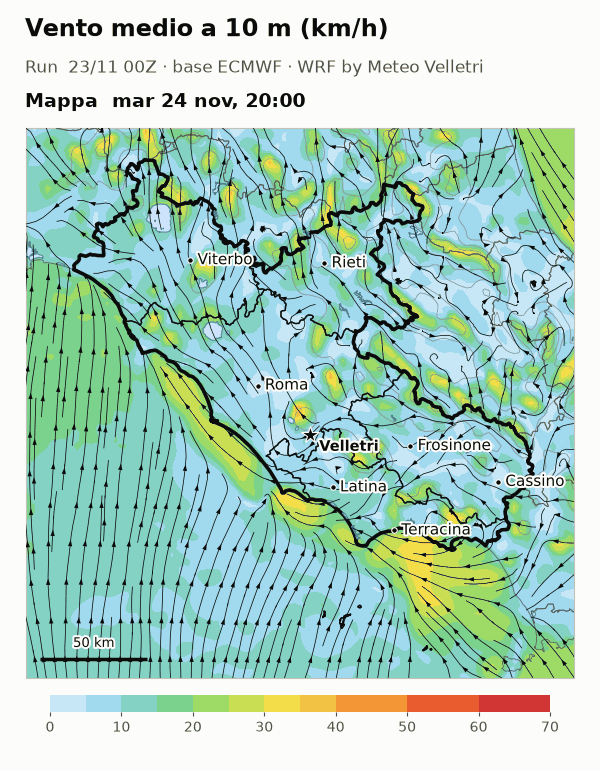 Vento medio a 10 m (km/h)
Run  23/11 00Z · base ECMWF · WRF by Meteo Velletri
Mappa  mar 24 nov, 20:00
Viterbo
Rieti
Roma
Velletri
Frosinone
Cassino
Latina
Terracina
50 km
0 10 20 30 40 50 60 70